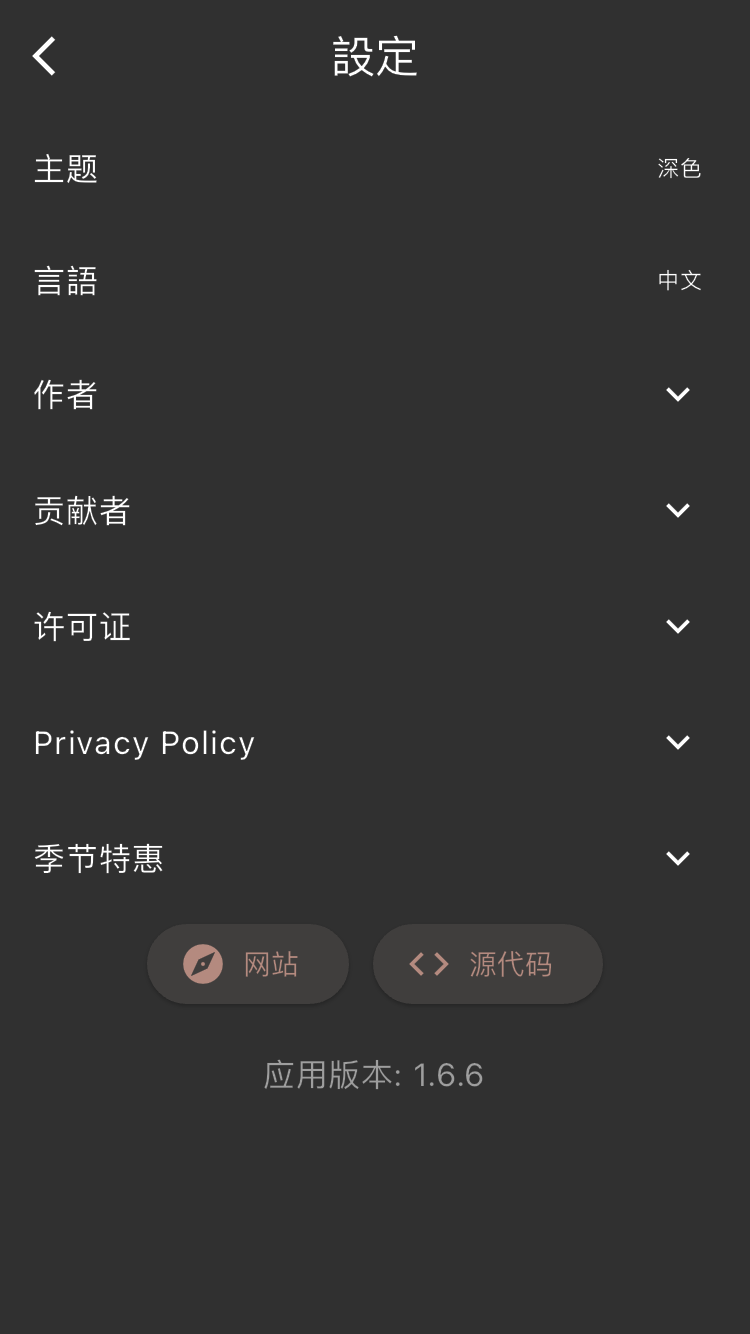 設定
主题 深色
言語 中文
作者
贡献者
许可证
Privacy Policy
季节特惠
网站 源代码
应用版本: 1.6.6